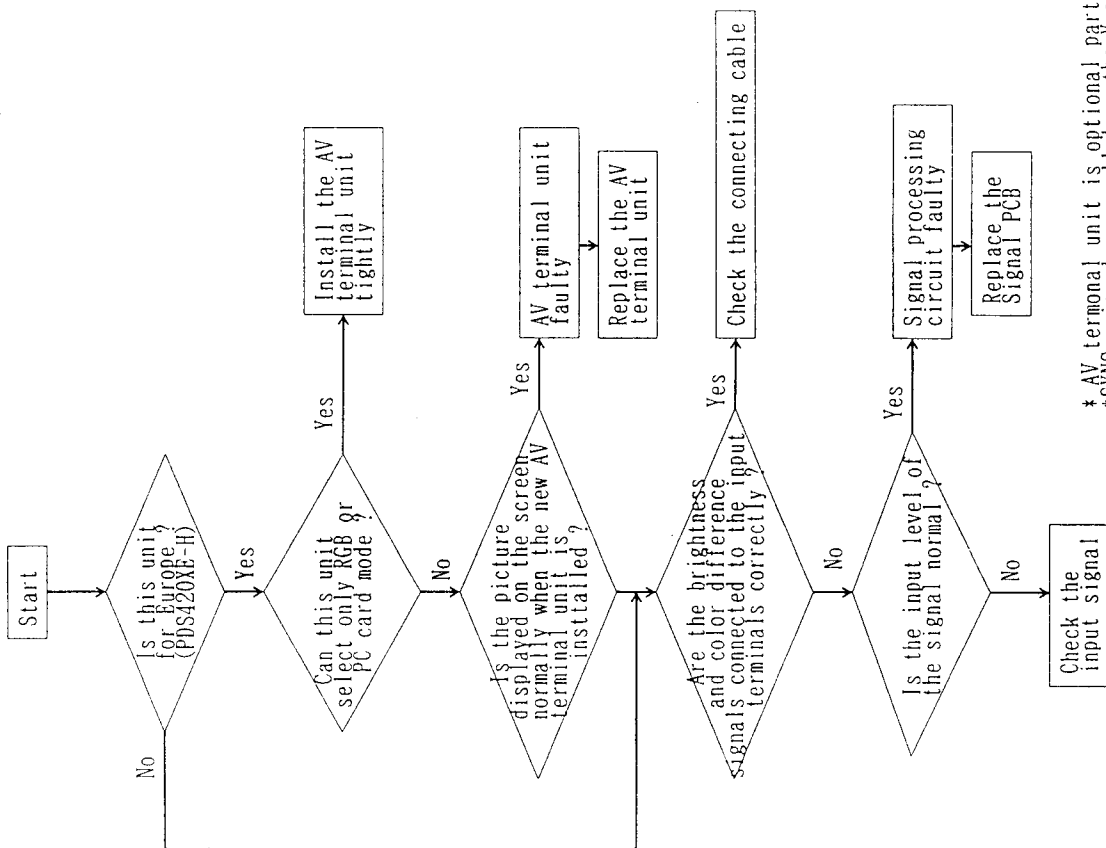 Start
Is this unit
for Europe ?
(PDS420XE-H)
No
Yes
Can this unit
select only RGB or
PC card mode ?
Yes
Install the AV
terminal unit
tightly
No
Is the picture
displayed on the screen
normally when the new AV
terminal unit is
insttalled ?
Yes
AV terminal unit
faulty
Replace the AV
terminal unit
Are the brightness
and color difference
signals connected to the input
terminals correctly ?
Yes
Check the connecting cable
No
Is the input level of
the signal normal ?
Yes
Signal processing
circuit faulty
Replace the
Signal PCB
No
Check the
input signal
* AV termonal unit is optional part